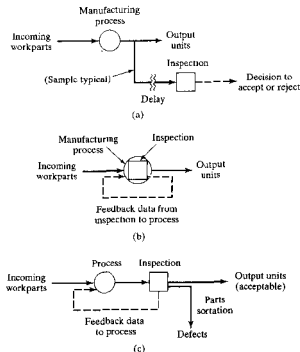 Manufacturing
process
Incoming
workparts
Output
units
Inspection
(Sample typical)
Decision to
accept or reject
Delay
(a)
Manufacturing
process
Inspection
Incoming
workparts
Output
units
Feedback data from
inspection to process
(b)
Process
Inspection
Incoming
workparts
Output units
(acceptable)
Parts
sortation
Feedback data
to process
Defects
(c)